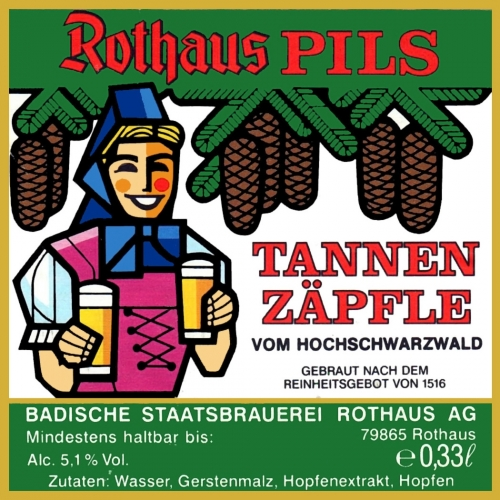 Rothaus PILS
TANNEN
ZÄPFLE
VOM HOCHSCHWARZWALD
GEBRAUT NACH DEM
REINHEITSGEBOT VON 1516
BADISCHE STAATSBRAUEREI ROTHAUS AG
Mindestens haltbar bis: 79865 Rothaus
Alc. 5,1% Vol. ℮0,33ℓ
Zutaten: Wasser, Gerstenmalz, Hopfenextrakt, Hopfen